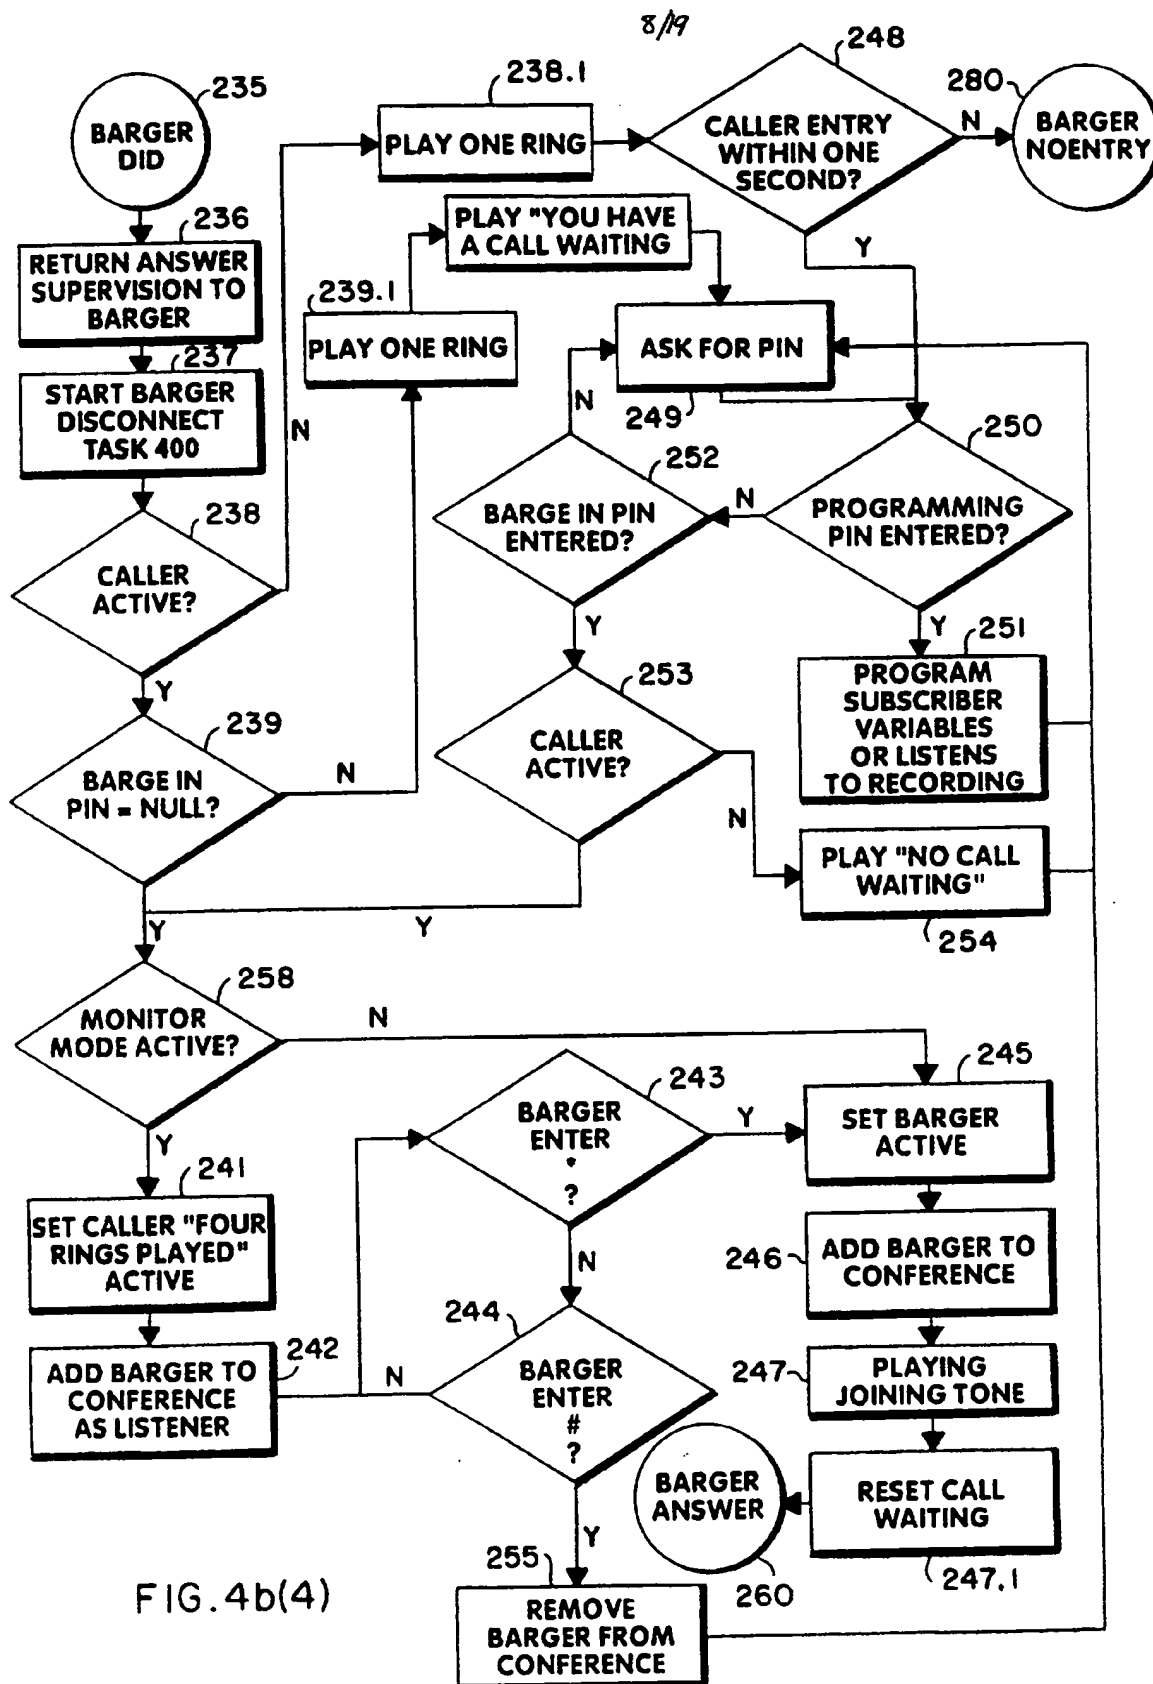 8/19
235
BARGER
DID
236
RETURN ANSWER
SUPERVISION TO
BARGER
237
START BARGER
DISCONNECT
TASK 400
238
CALLER
ACTIVE?
N
Y
239
BARGE IN
PIN = NULL?
N
Y
238.1
PLAY ONE RING
248
CALLER ENTRY
WITHIN ONE
SECOND?
N
Y
280
BARGER
NOENTRY
PLAY "YOU HAVE
A CALL WAITING
239.1
PLAY ONE RING
ASK FOR PIN
249
N
252
BARGE IN PIN
ENTERED?
N
Y
250
PROGRAMMING
PIN ENTERED?
Y
251
PROGRAM
SUBSCRIBER
VARIABLES
OR LISTENS
TO RECORDING
253
CALLER
ACTIVE?
N
Y
PLAY "NO CALL
WAITING"
254
258
MONITOR
MODE ACTIVE?
N
Y
241
SET CALLER "FOUR
RINGS PLAYED"
ACTIVE
242
ADD BARGER TO
CONFERENCE
AS LISTENER
243
BARGER
ENTER
*
?
Y
N
244
BARGER
ENTER
#
?
N
Y
245
SET BARGER
ACTIVE
246
ADD BARGER TO
CONFERENCE
247
PLAYING
JOINING TONE
RESET CALL
WAITING
247.1
BARGER
ANSWER
260
255
REMOVE
BARGER FROM
CONFERENCE
FIG.4b(4)